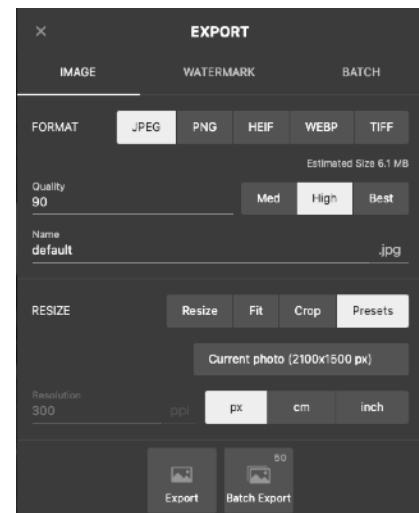 × EXPORT
IMAGE WATERMARK BATCH
FORMAT JPEG PNG HEIF WEBP TIFF
Estimated Size 6.1 MB
Quality
90 Med High Best
Name
default .jpg
RESIZE Resize Fit Crop Presets
Current photo (2100x1500 px)
Resolution
300 ppi px cm inch
50
Export Batch Export